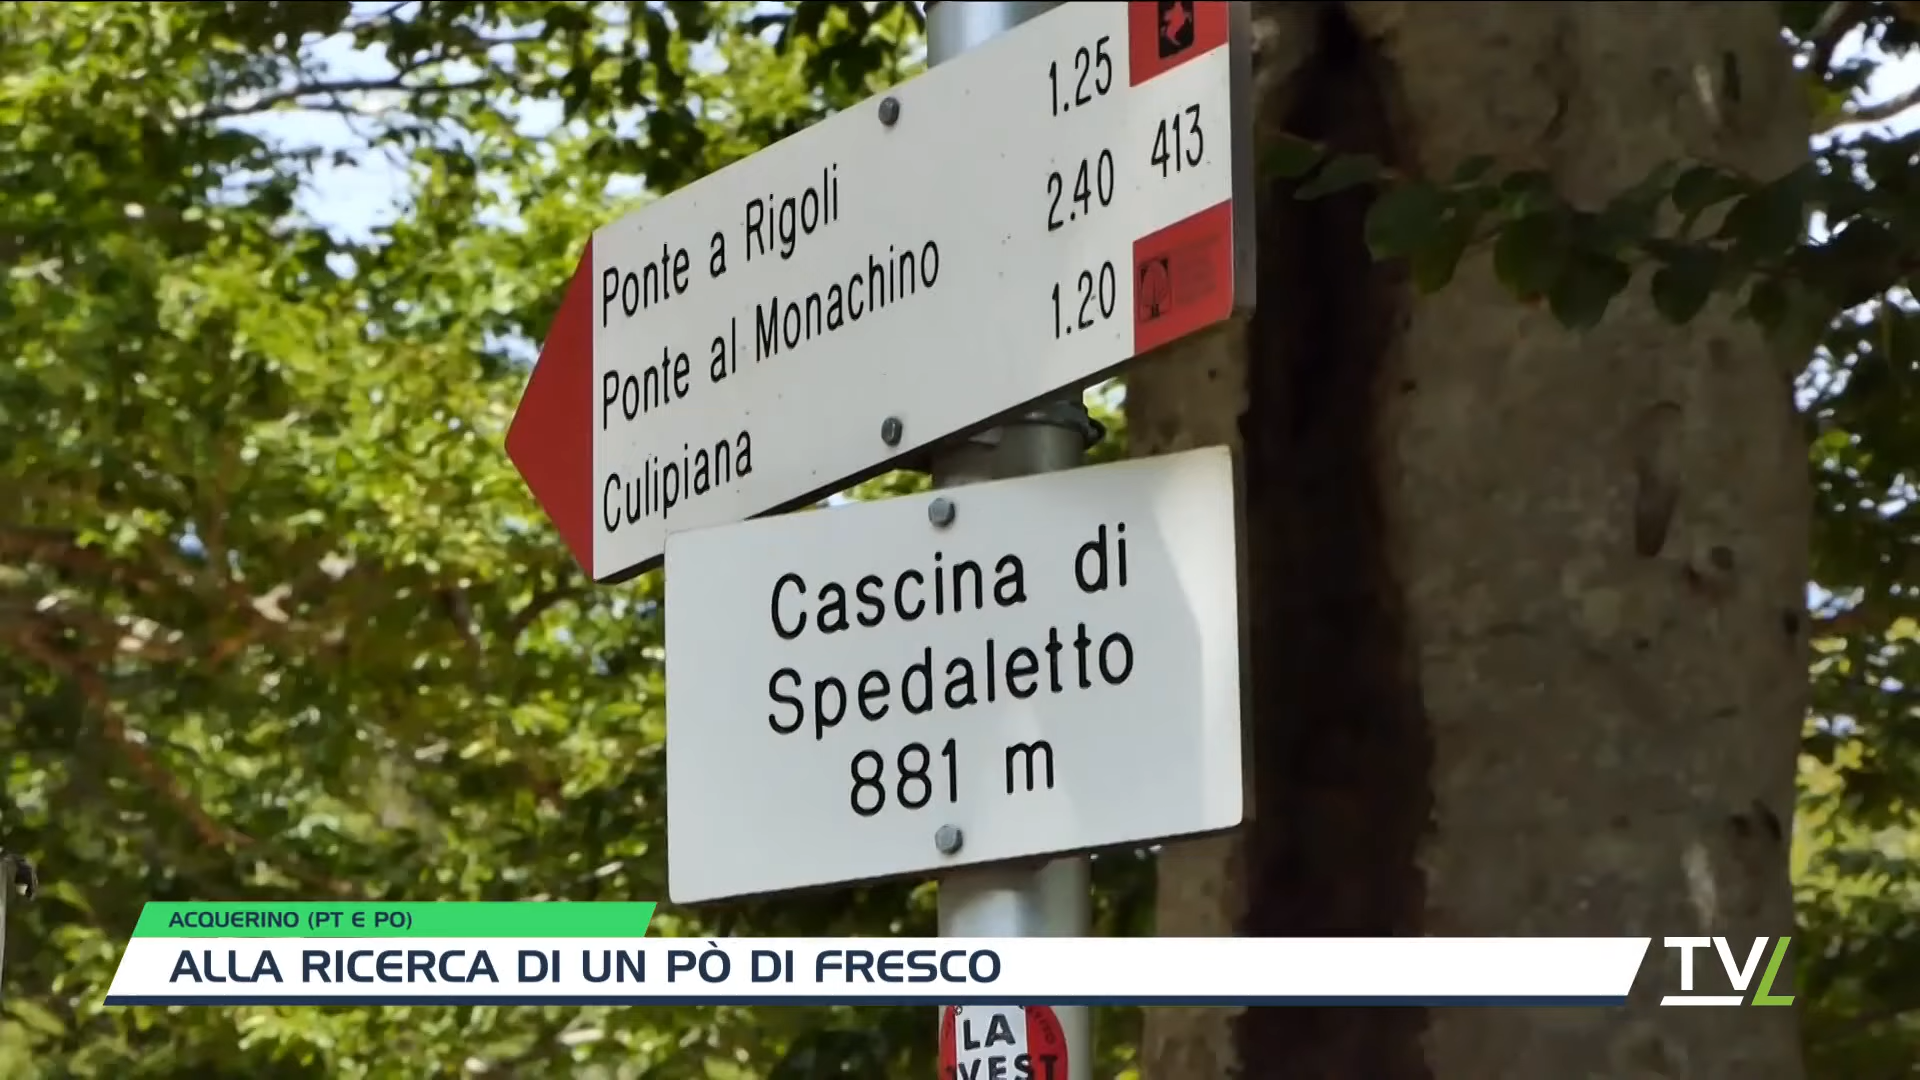 1.25
Ponte a Rigoli
413
2.40
Ponte al Monachino
1.20
Culipiana
Cascina di
Spedaletto
881 m
ACQUERINO (PT E PO)
ALLA RICERCA DI UN PÒ DI FRESCO
TVL
LA